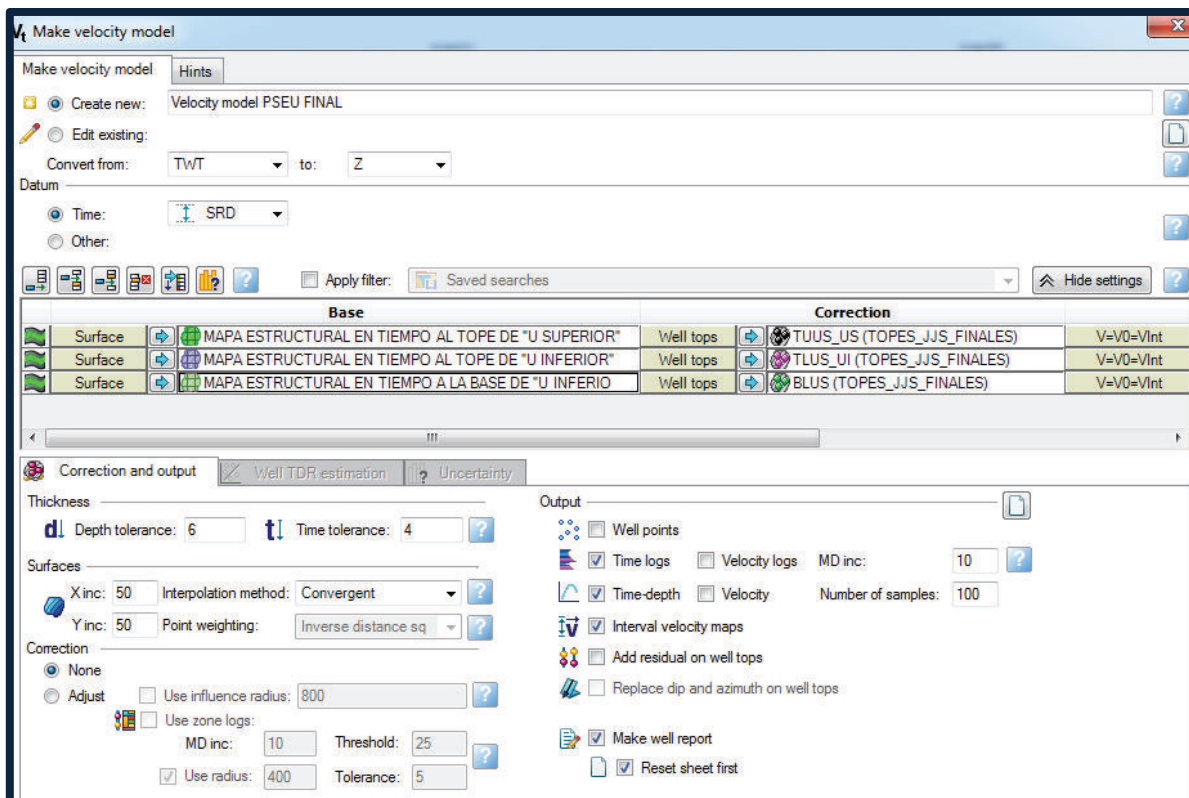 Vt Make velocity model
Make velocity model Hints
Create new: Velocity model PSEU FINAL ?
Edit existing:
Convert from: TWT to: Z ?
Datum
Time: SRD ?
Other:
? Apply filter: Saved searches Hide settings ?
Base Correction
Surface MAPA ESTRUCTURAL EN TIEMPO AL TOPE DE "U SUPERIOR" Well tops TUUS_US (TOPES_JJS_FINALES) V=V0=VInt
Surface MAPA ESTRUCTURAL EN TIEMPO AL TOPE DE "U INFERIOR" Well tops TLUS_UI (TOPES_JJS_FINALES) V=V0=VInt
Surface MAPA ESTRUCTURAL EN TIEMPO A LA BASE DE "U INFERIO Well tops BLUS (TOPES_JJS_FINALES) V=V0=VInt
Correction and output Well TDR estimation ? Uncertainty
Thickness Output
d Depth tolerance: 6 t Time tolerance: 4 ? Well points
Time logs Velocity logs MD inc: 10 ?
Surfaces
X inc: 50 Interpolation method: Convergent ? Time-depth Velocity Number of samples: 100
Y inc: 50 Point weighting: Inverse distance sq ? V Interval velocity maps
Correction
None Add residual on well tops
Adjust Use influence radius: 800 ? Replace dip and azimuth on well tops
Use zone logs:
MD inc: 10 Threshold: 25 ? Make well report
Use radius: 400 Tolerance: 5 Reset sheet first